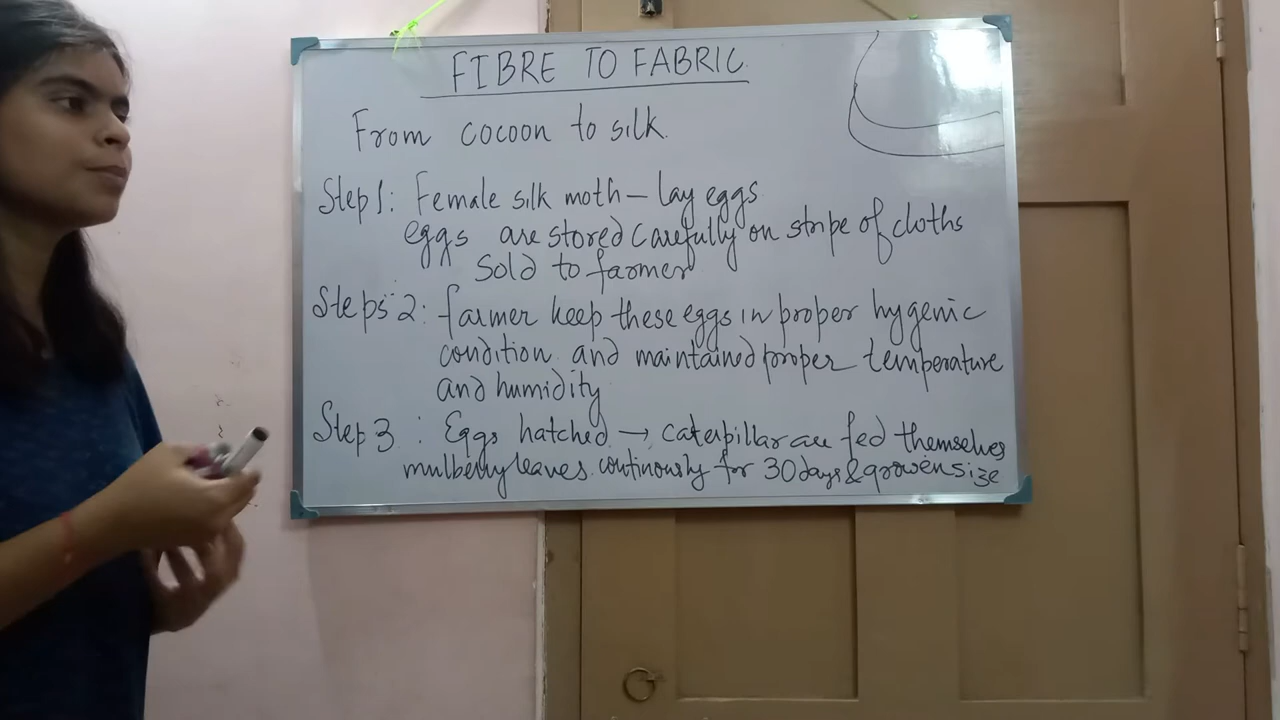 FIBRE TO FABRIC
From cocoon to silk.
Step 1: Female silk moth — lay eggs
eggs are stored carefully on stripe of cloths
Sold to farmer
Steps 2: farmer keep these eggs in proper hygenic
condition and maintained proper temperature
and humidity
Step 3 : Eggs hatched → caterpillar are fed themselves
mulberry leaves. continously for 30 days & grow en size